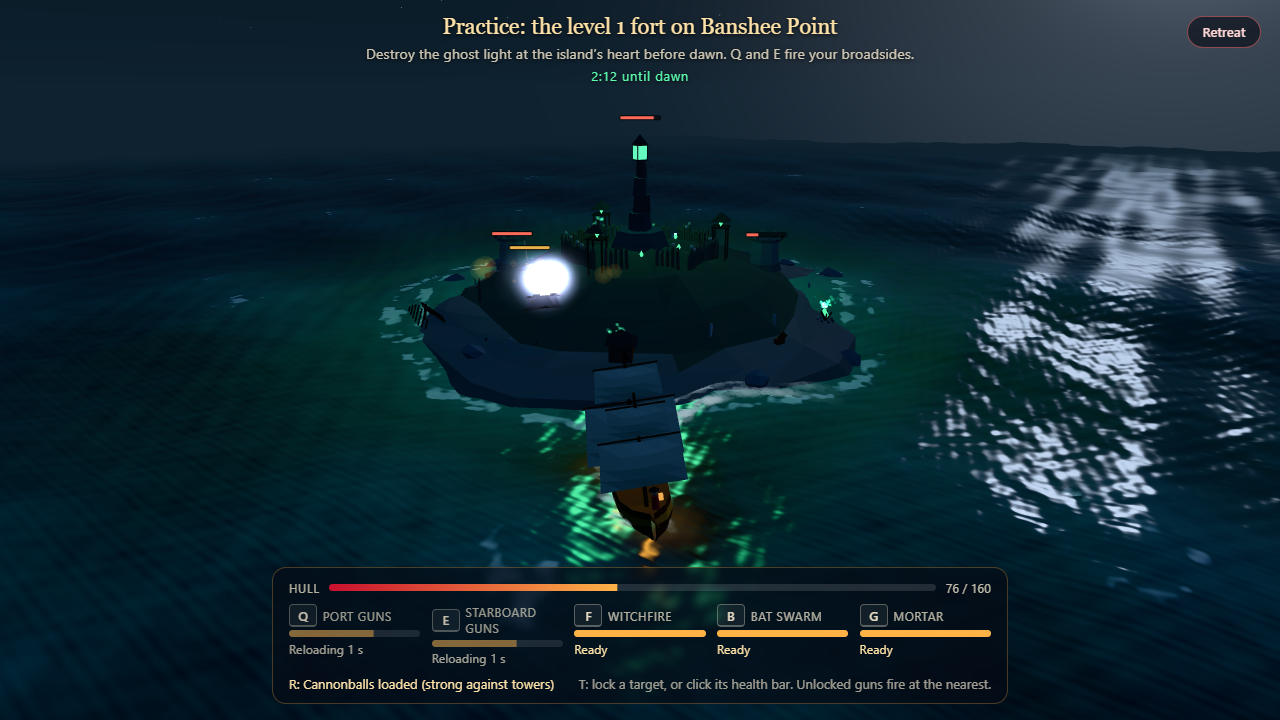 Practice: the level 1 fort on Banshee Point
Retreat
Destroy the ghost light at the island's heart before dawn. Q and E fire your broadsides.
2:12 until dawn
HULL 76 / 160
Q PORT GUNS
Reloading 1 s
E STARBOARD GUNS
Reloading 1 s
F WITCHFIRE
Ready
B BAT SWARM
Ready
G MORTAR
Ready
R: Cannonballs loaded (strong against towers)
T: lock a target, or click its health bar. Unlocked guns fire at the nearest.